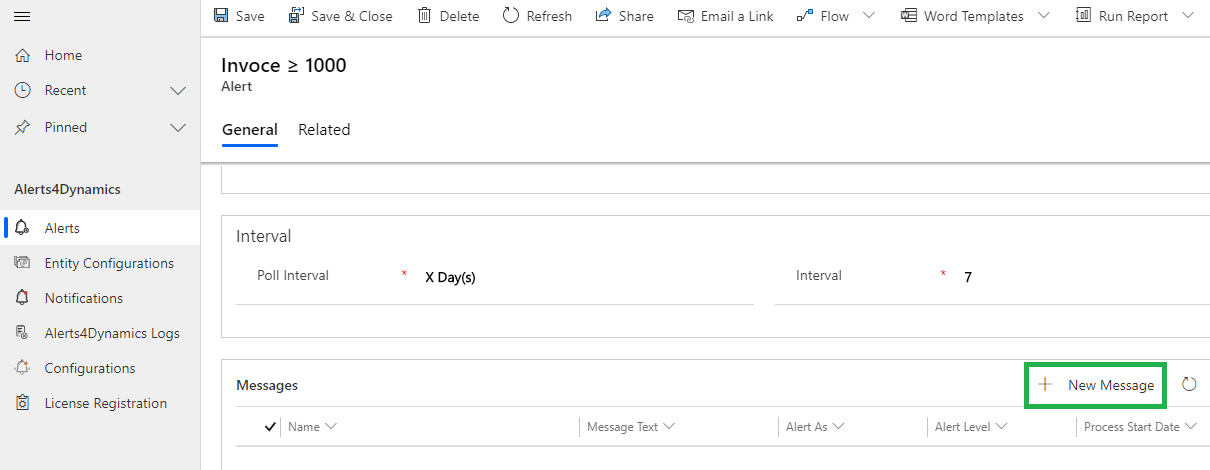 Save Save & Close Delete Refresh Share Email a Link Flow Word Templates Run Report
Home
Recent
Pinned
Alerts4Dynamics
Alerts
Entity Configurations
Notifications
Alerts4Dynamics Logs
Configurations
License Registration
Invoce ≥ 1000
Alert
General Related
Interval
Poll Interval * X Day(s) Interval * 7
Messages New Message
Name Message Text Alert As Alert Level Process Start Date